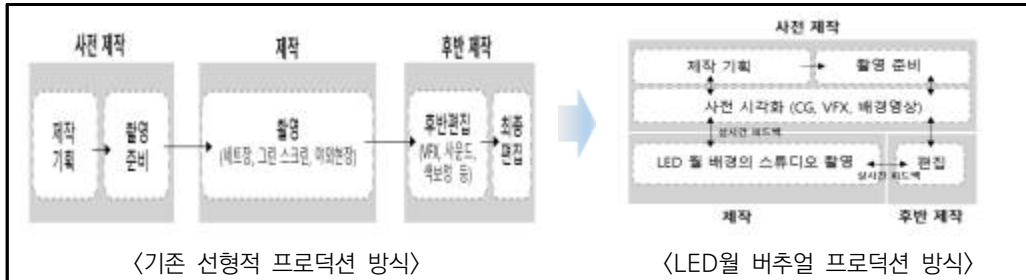 사전 제작
제작
후반 제작
제작
기획
촬영
준비
촬영
(세트장, 그린 스크린, 야외현장)
후반편집
(VFX, 사운드,
색보정 등)
최종
편집
〈기존 선형적 프로덕션 방식〉
사전 제작
제작 기획
촬영 준비
사전 시각화 (CG, VFX, 배경영상)
실시간 피드백
LED 월 배경의 스튜디오 촬영
편집
실시간 피드백
제작
후반 제작
〈LED월 버추얼 프로덕션 방식〉